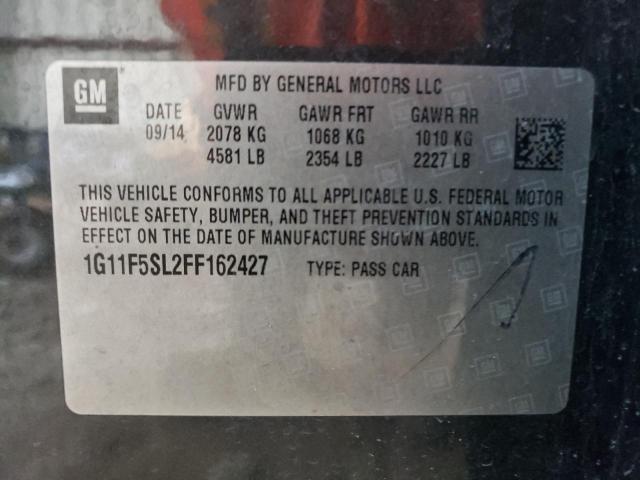 GM
MFD BY GENERAL MOTORS LLC
DATE GVWR GAWR FRT GAWR RR
09/14 2078 KG 1068 KG 1010 KG
4581 LB 2354 LB 2227 LB
THIS VEHICLE CONFORMS TO ALL APPLICABLE U.S. FEDERAL MOTOR
VEHICLE SAFETY, BUMPER, AND THEFT PREVENTION STANDARDS IN
EFFECT ON THE DATE OF MANUFACTURE SHOWN ABOVE.
1G11F5SL2FF162427 TYPE: PASS CAR